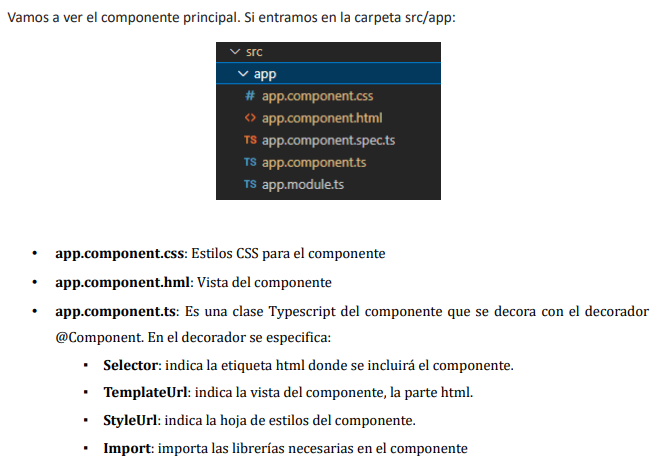 Vamos a ver el componente principal. Si entramos en la carpeta src/app:
src
app
# app.component.css
<> app.component.html
TS app.component.spec.ts
TS app.component.ts
TS app.module.ts
• app.component.css: Estilos CSS para el componente
• app.component.hml: Vista del componente
• app.component.ts: Es una clase Typescript del componente que se decora con el decorador
@Component. En el decorador se especifica:
▪ Selector: indica la etiqueta html donde se incluirá el componente.
▪ TemplateUrl: indica la vista del componente, la parte html.
▪ StyleUrl: indica la hoja de estilos del componente.
▪ Import: importa las librerías necesarias en el componente